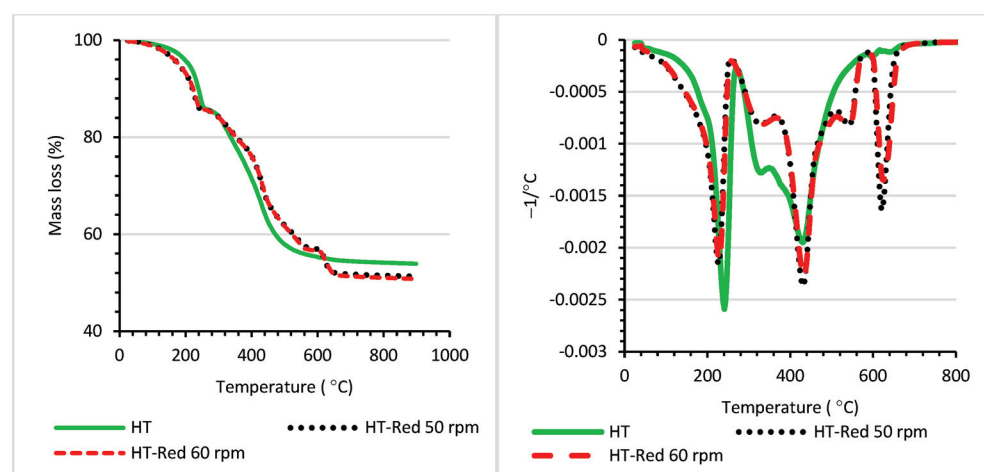 100
80
60
40
Mass loss (%)
0 200 400 600 800 1000
Temperature ( °C)
HT
HT-Red 50 rpm
HT-Red 60 rpm
0
-0.0005
-0.001
-0.0015
-0.002
-0.0025
-0.003
−1/°C
0 200 400 600 800
Temperature ( °C)
HT
HT-Red 50 rpm
HT-Red 60 rpm